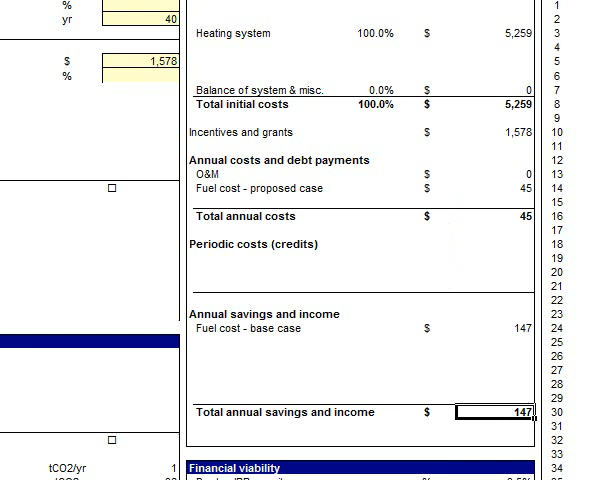 % 1
yr 40 2
Heating system 100.0% $ 5,259 3
4
$ 1,578 5
% 6
Balance of system & misc. 0.0% $ 0 7
Total initial costs 100.0% $ 5,259 8
9
Incentives and grants $ 1,578 10
11
Annual costs and debt payments 12
O&M $ 0 13
Fuel cost - proposed case $ 45 14
15
Total annual costs $ 45 16
17
Periodic costs (credits) 18
19
20
21
22
Annual savings and income 23
Fuel cost - base case $ 147 24
25
26
27
28
29
Total annual savings and income $ 147 30
31
32
33
tCO2/yr 1 Financial viability 34